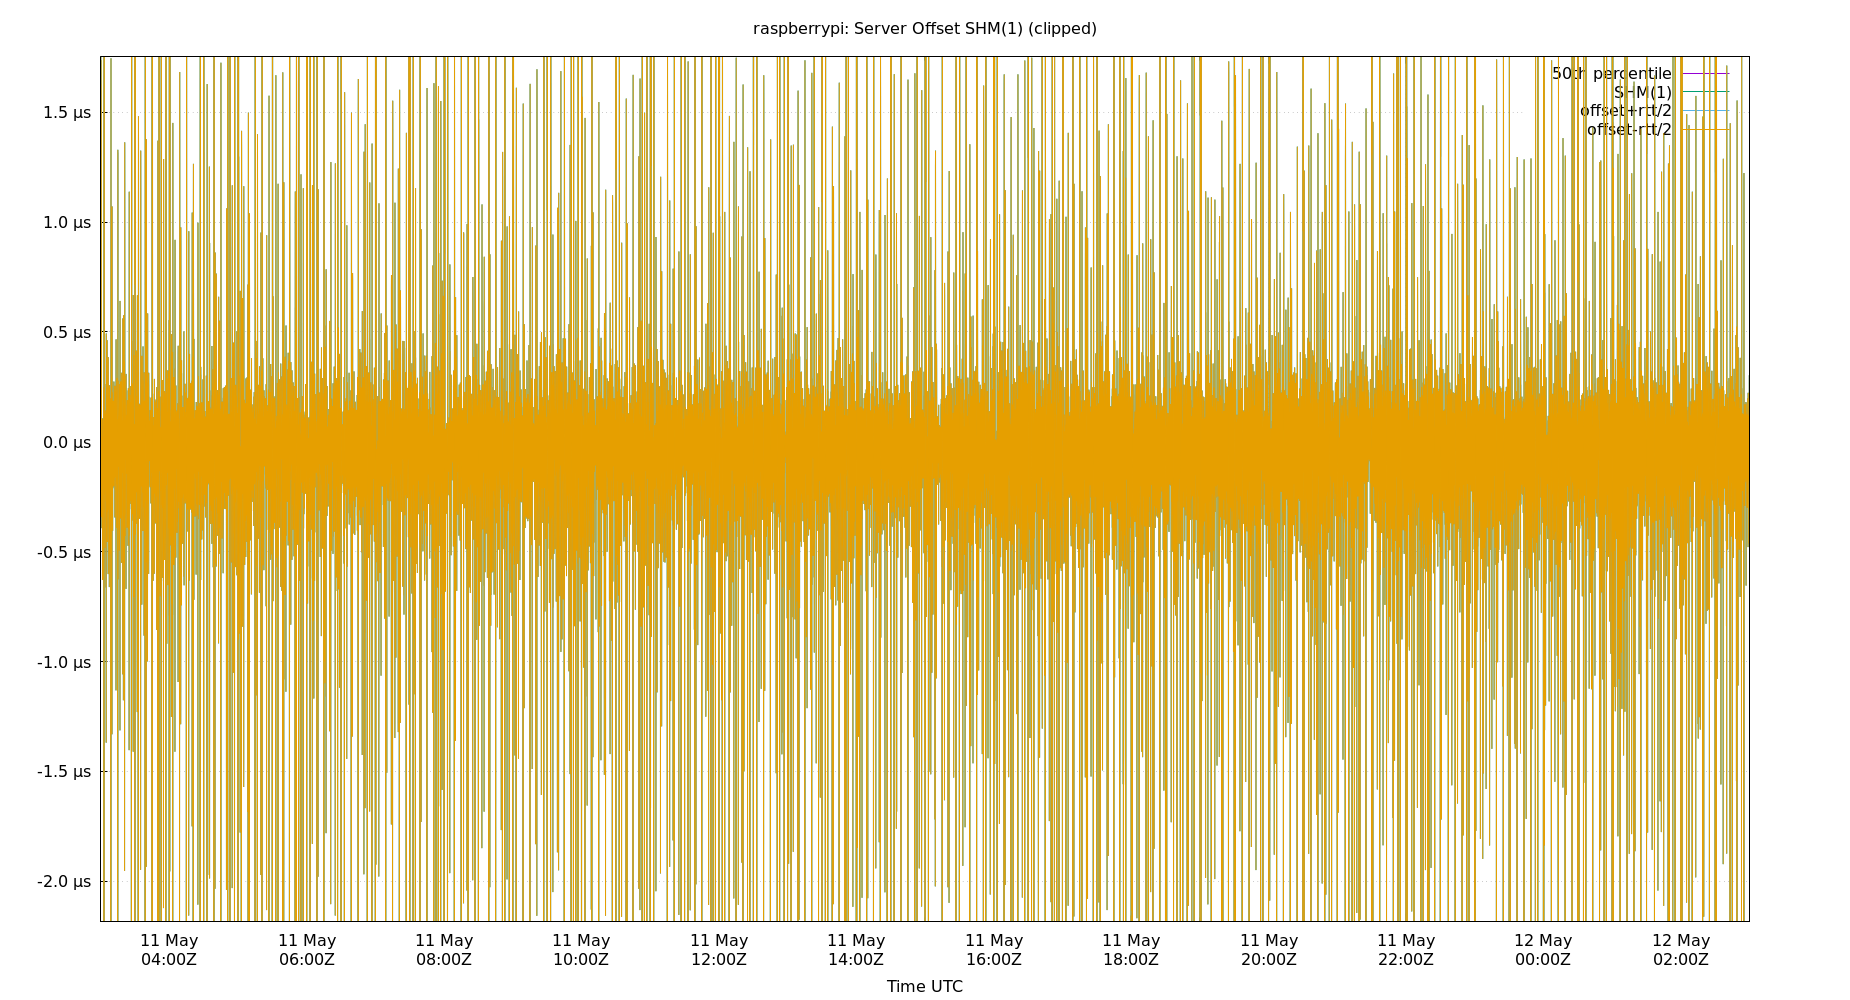 raspberrypi: Server Offset SHM(1) (clipped)
50th percentile
SHM(1)
offset+rtt/2
offset-rtt/2
1.5 µs
1.0 µs
0.5 µs
0.0 µs
-0.5 µs
-1.0 µs
-1.5 µs
-2.0 µs
11 May 11 May 11 May 11 May 11 May 11 May 11 May 11 May 11 May 11 May 12 May 12 May
04:00Z 06:00Z 08:00Z 10:00Z 12:00Z 14:00Z 16:00Z 18:00Z 20:00Z 22:00Z 00:00Z 02:00Z
Time UTC